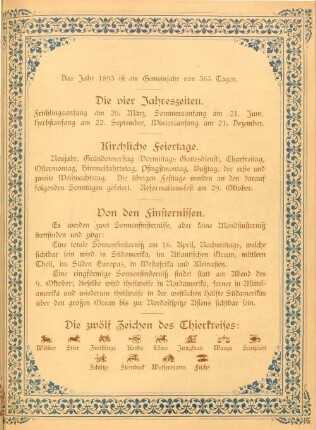 Das Jahr 1893 ist ein Gemeinjahr von 365 Tagen.
Die vier Jahreszeiten.
Frühlingsanfang am 20. März, Sommersanfang am 21. Juni,
Herbstanfang am 22. September, Wintersanfang am 21. Dezember.
Kirchliche Feiertage.
Neujahr, Gründonnerstag Vormittags Gottesdienst, Charfreitag,
Ostermontag, Himmelfahrtstag, Pfingstmontag, Bußtag, der erste und
zweite Weihnachtstag. Die übrigen Festtage werden an den darauf
folgenden Sonntagen gefeiert. Reformationsfest am 29. Oktober.
Von den Finsternissen.
Es werden zwei Sonnenfinsternisse, aber keine Mondfinsterniß
stattfinden und zwar:
Eine totale Sonnenfinsterniß am 16. April, Nachmittags, welche
sichtbar sein wird in Südamerika, im Atlantischen Ocean, mittlern
Theil, im Süden Europas, in Westafrika und Kleinasien.
Eine ringförmige Sonnenfinsterniß findet statt am Abend des
9. Oktober; dieselbe wird theilweise in Nordamerika, ferner in Mittel-
amerika und wiederum theilweise in der westlichen Hälfte Südamerikas
über den großen Ocean bis zur Nordostspitze Asiens sichtbar sein.
Die zwölf Zeichen des Thierkreises:
Widder Stier Zwillinge Krebs Löwe Jungfrau Waage Scorpion
Schütze Steinbock Wassermann Fische